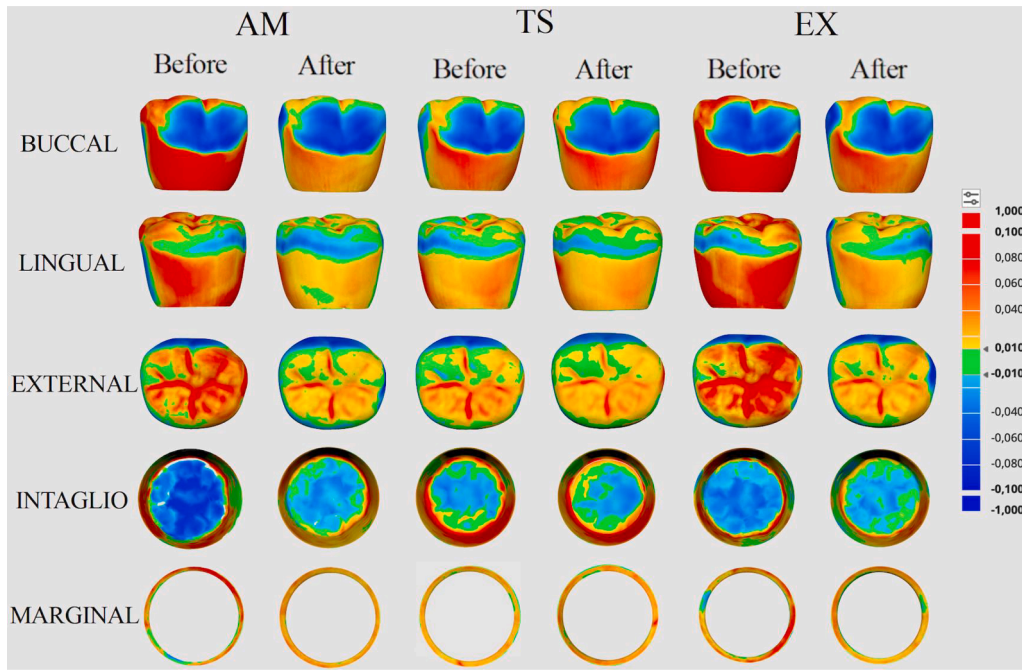 AM TS EX
Before After Before After Before After
BUCCAL
LINGUAL
EXTERNAL
INTAGLIO
MARGINAL
1,000
0,100
0,080
0,060
0,040
0,010
-0,010
-0,040
-0,060
-0,080
-0,100
-1,000